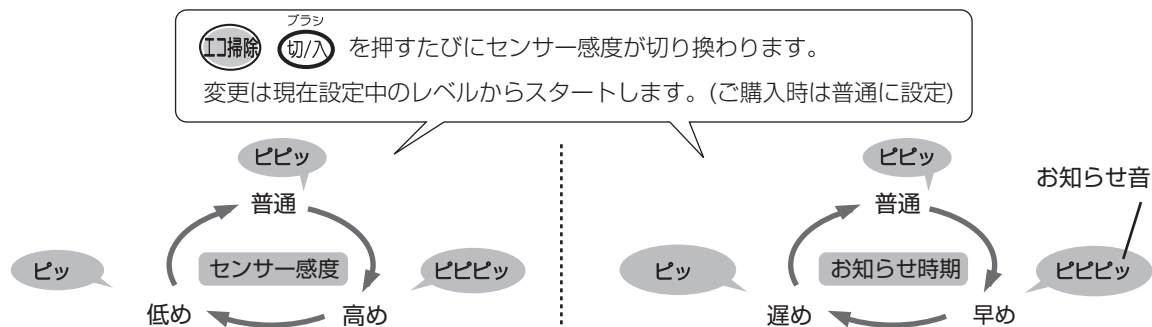 ブラシ
エコ掃除 切/入 を押すたびにセンサー感度が切り換わります。
変更は現在設定中のレベルからスタートします。(ご購入時は普通に設定)
ピピッ
普通
ピッ
センサー感度
ピピピッ
低め
高め
ピピッ
普通
お知らせ音
ピッ
お知らせ時期
ピピピッ
遅め
早め